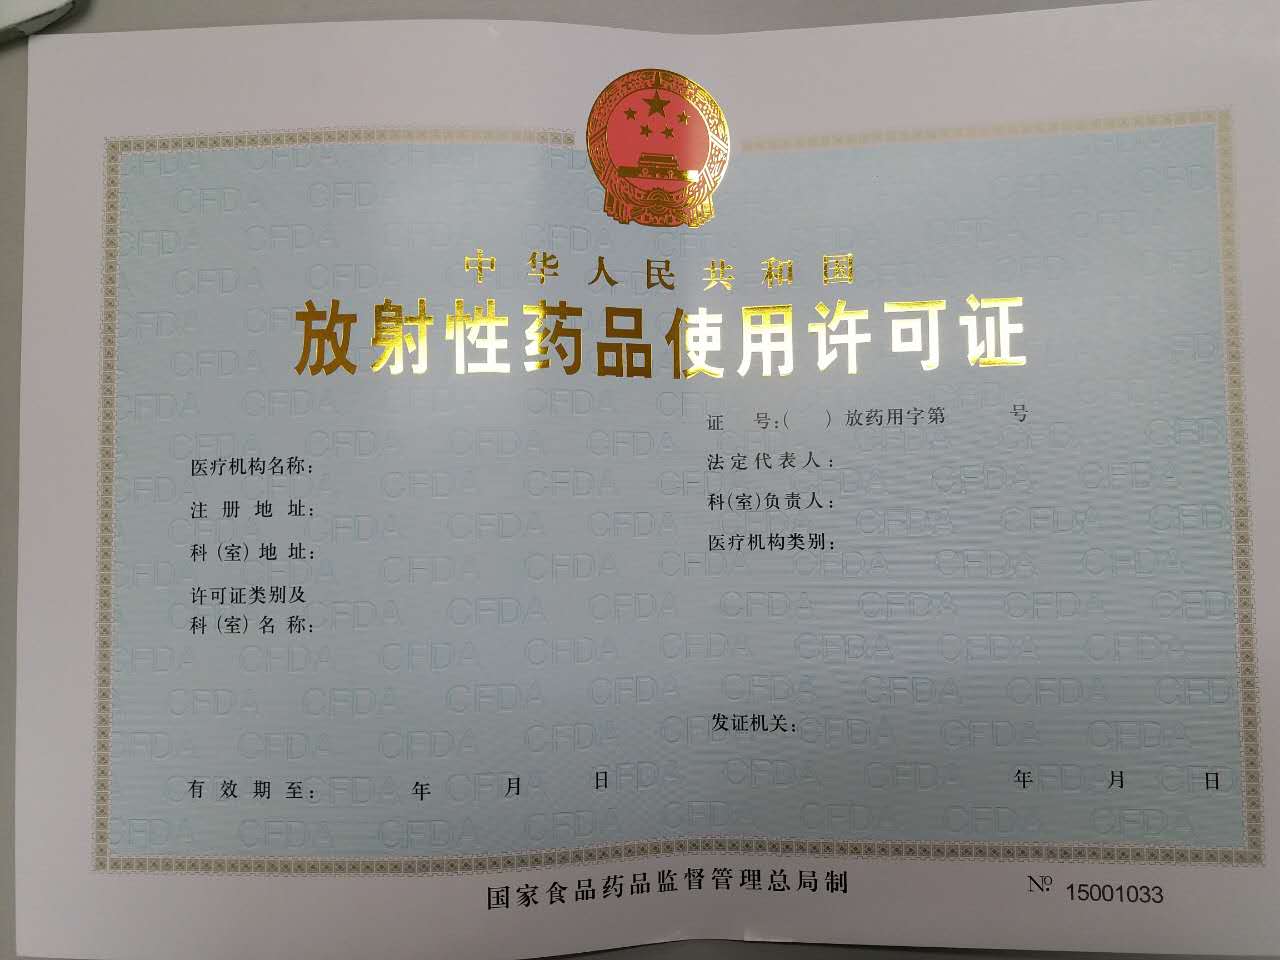 中华人民共和国
放射性药品使用许可证
证 号:( )放药用字第 号
医疗机构名称:
法定代表人:
注册地址:
科(室)负责人:
科(室)地址:
医疗机构类别:
许可证类别及
科(室)名称:
发证机关:
有效期至: 年 月 日
年 月 日
国家食品药品监督管理总局制
№ 15001033
CFDA